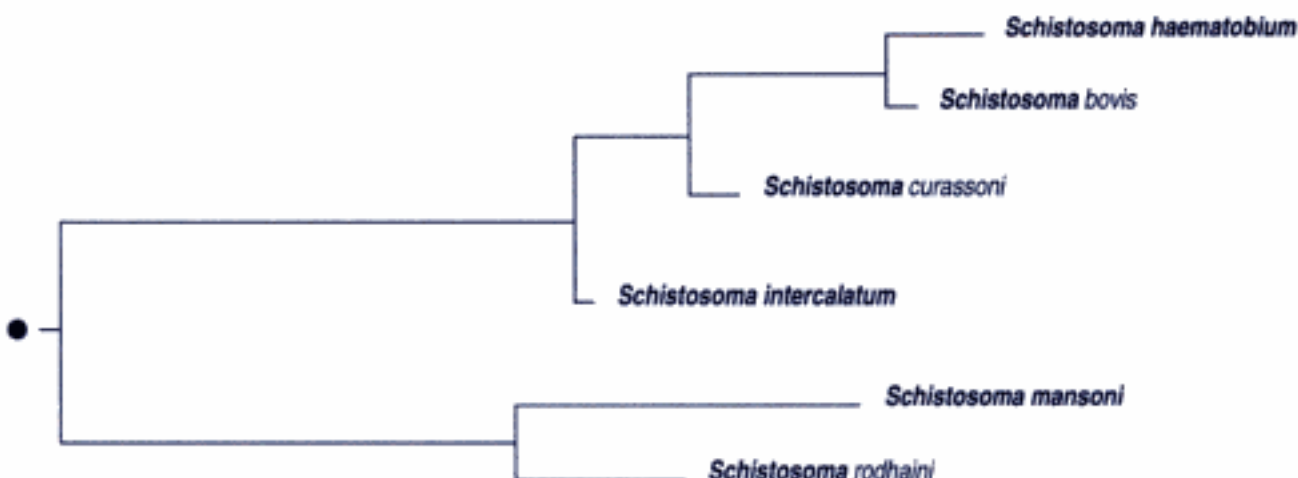 Schistosoma haematobium
Schistosoma bovis
Schistosoma curassoni
Schistosoma intercalatum
Schistosoma mansoni
Schistosoma rodhaini